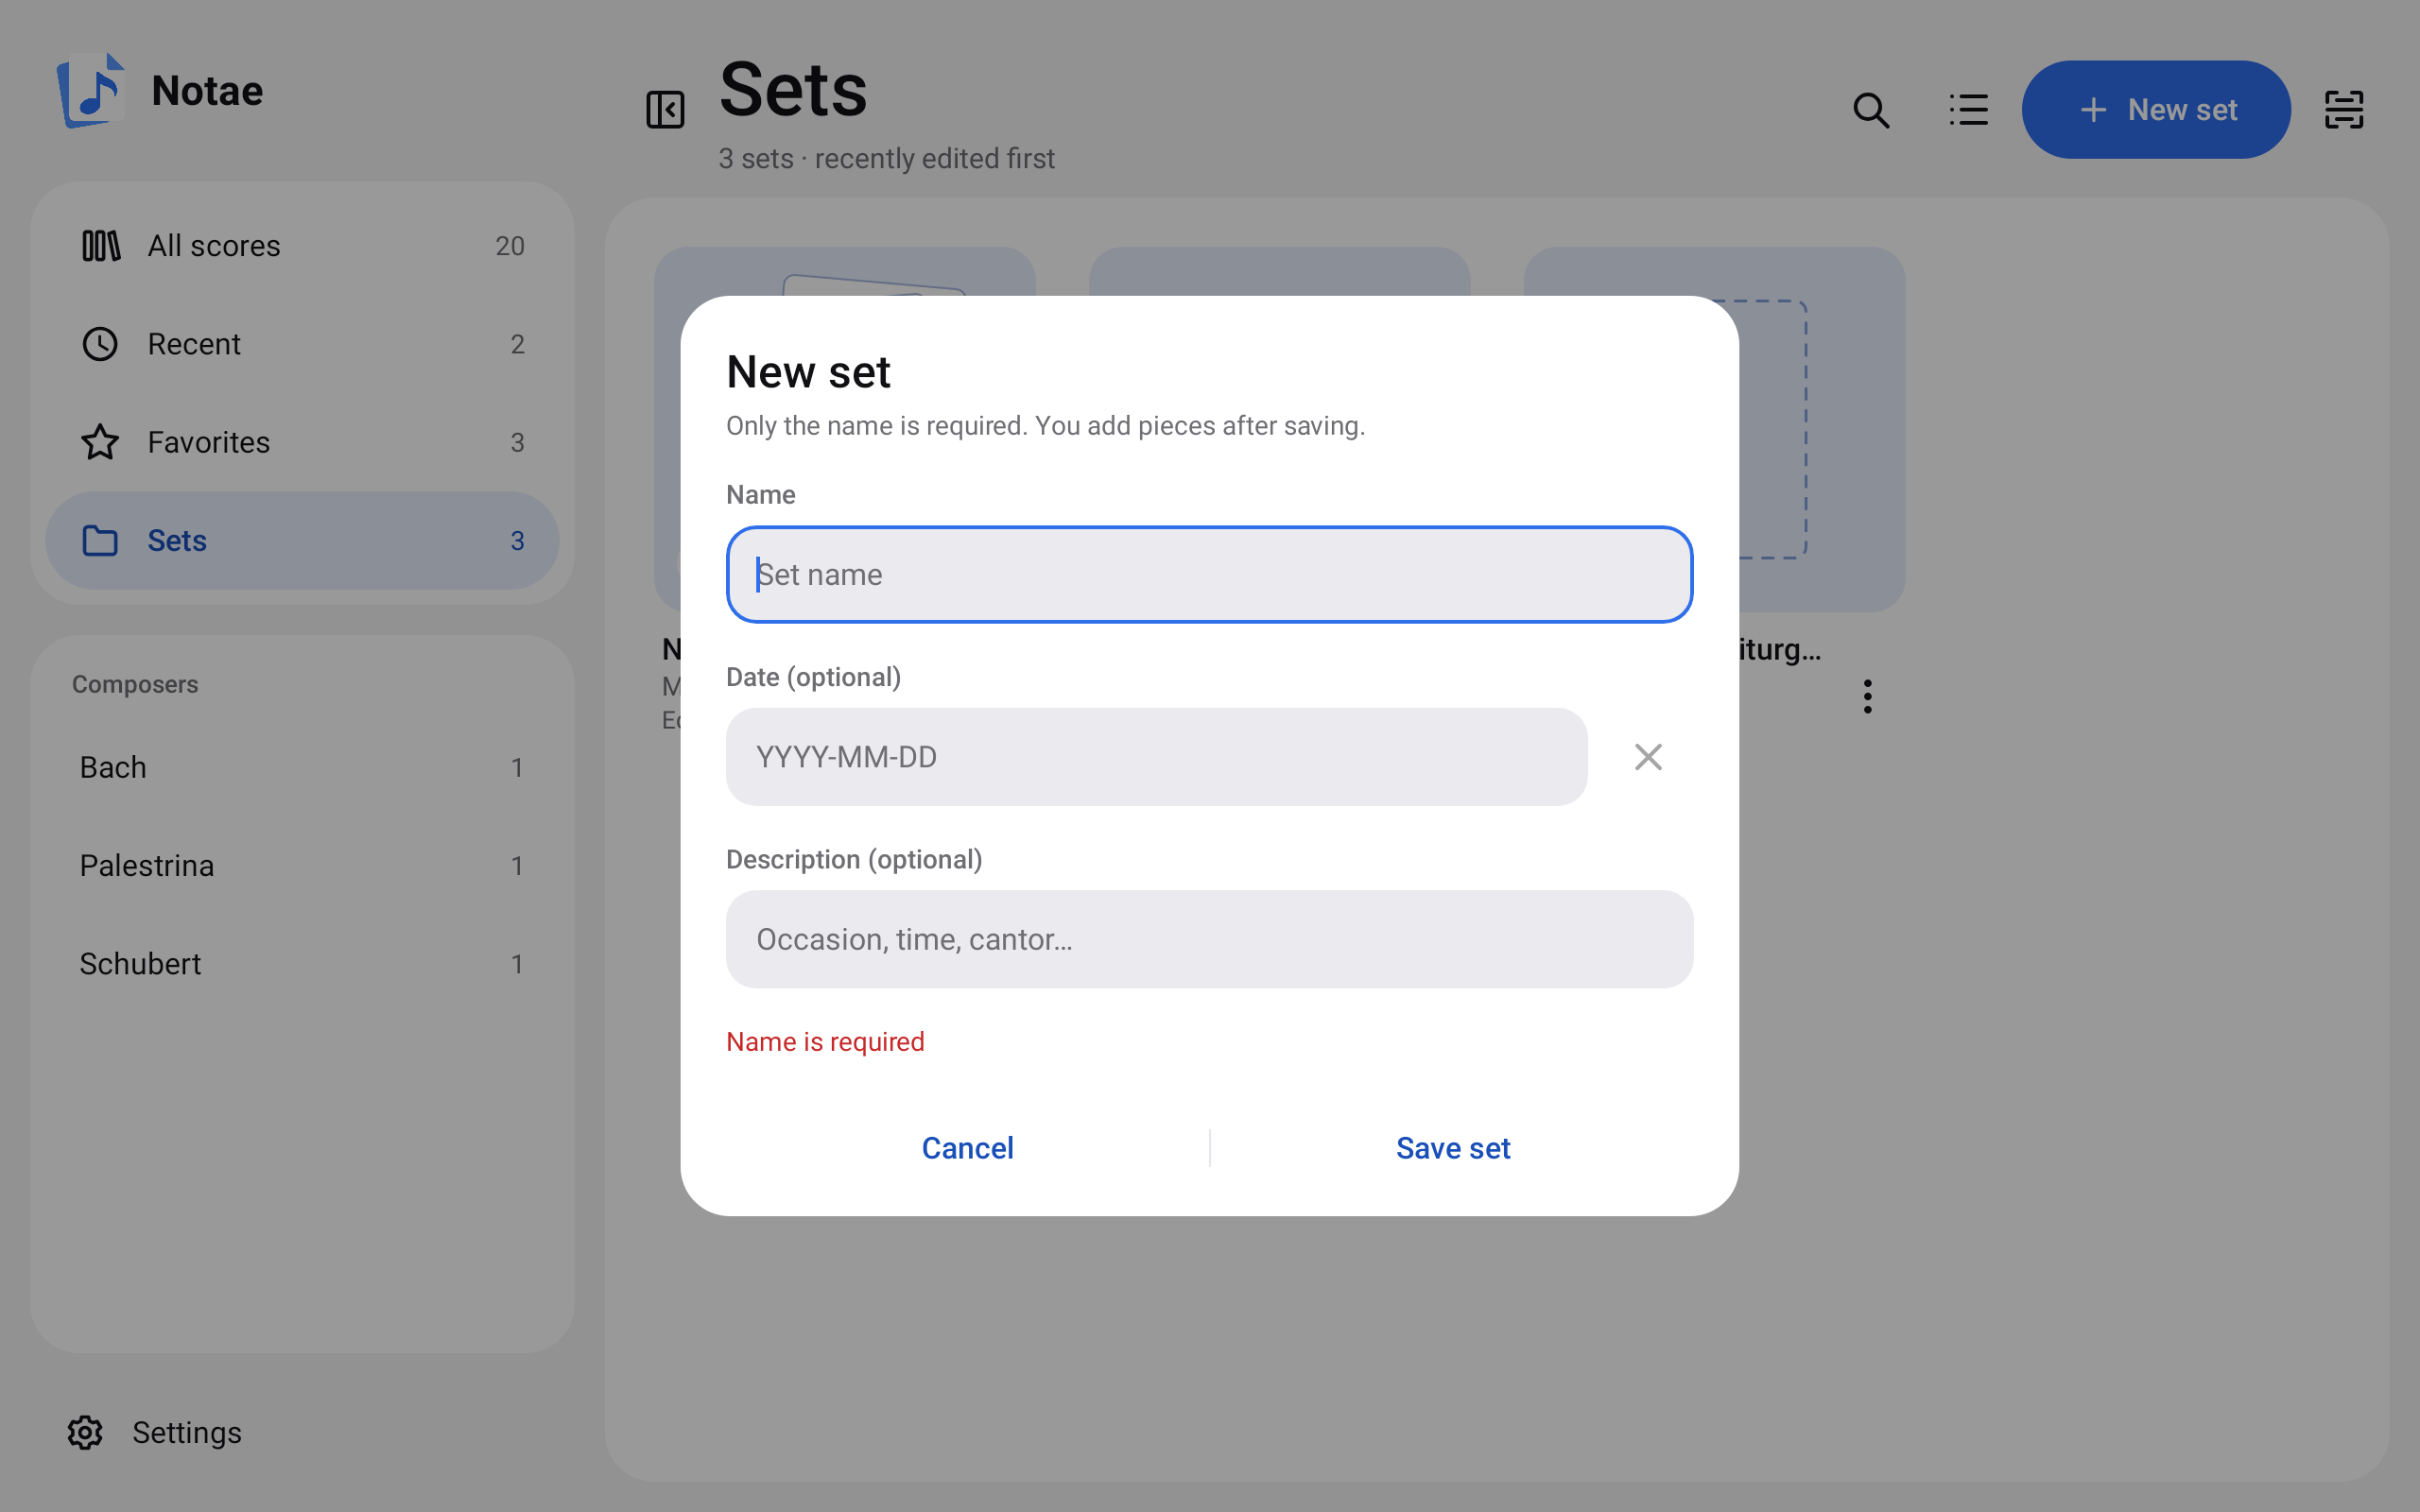 Notae
Sets
3 sets · recently edited first
New set
All scores 20
Recent 2
Favorites 3
Sets 3
Composers
Bach 1
Palestrina 1
Schubert 1
Settings
New set
Only the name is required. You add pieces after saving.
Name
Set name
Date (optional)
YYYY-MM-DD
Description (optional)
Occasion, time, cantor…
Name is required
Cancel
Save set